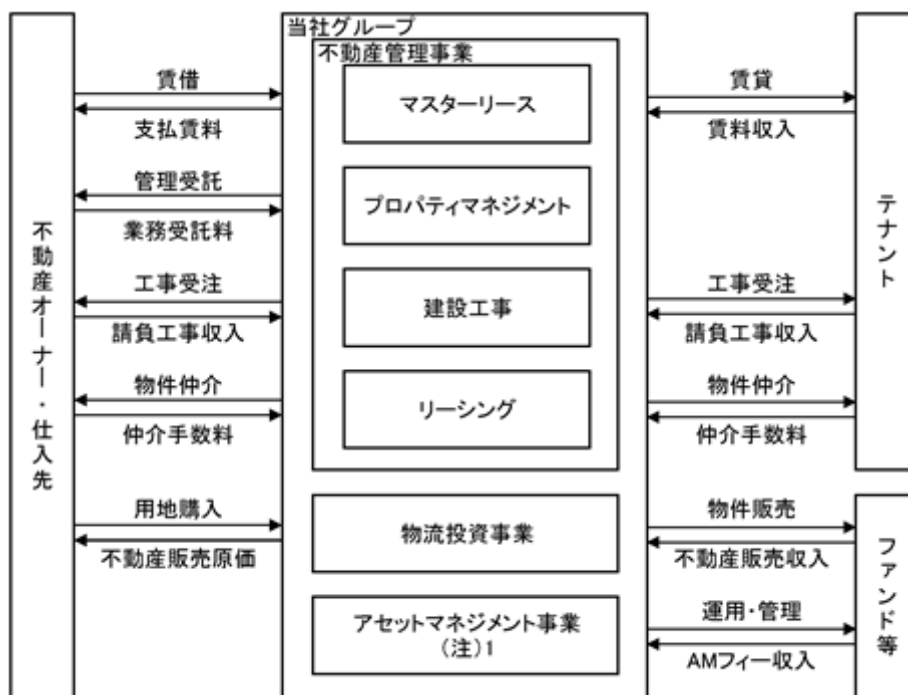 当社グループ
不動産管理事業
マスターリース
プロパティマネジメント
建設工事
リーシング
物流投資事業
アセットマネジメント事業
(注)1
不動産オーナー・仕入先
賃借
支払賃料
管理受託
業務受託料
工事受注
請負工事収入
物件仲介
仲介手数料
用地購入
不動産販売原価
賃貸
賃料収入
工事受注
請負工事収入
物件仲介
仲介手数料
物件販売
不動産販売収入
運用・管理
AMフィー収入
テナント
ファンド等